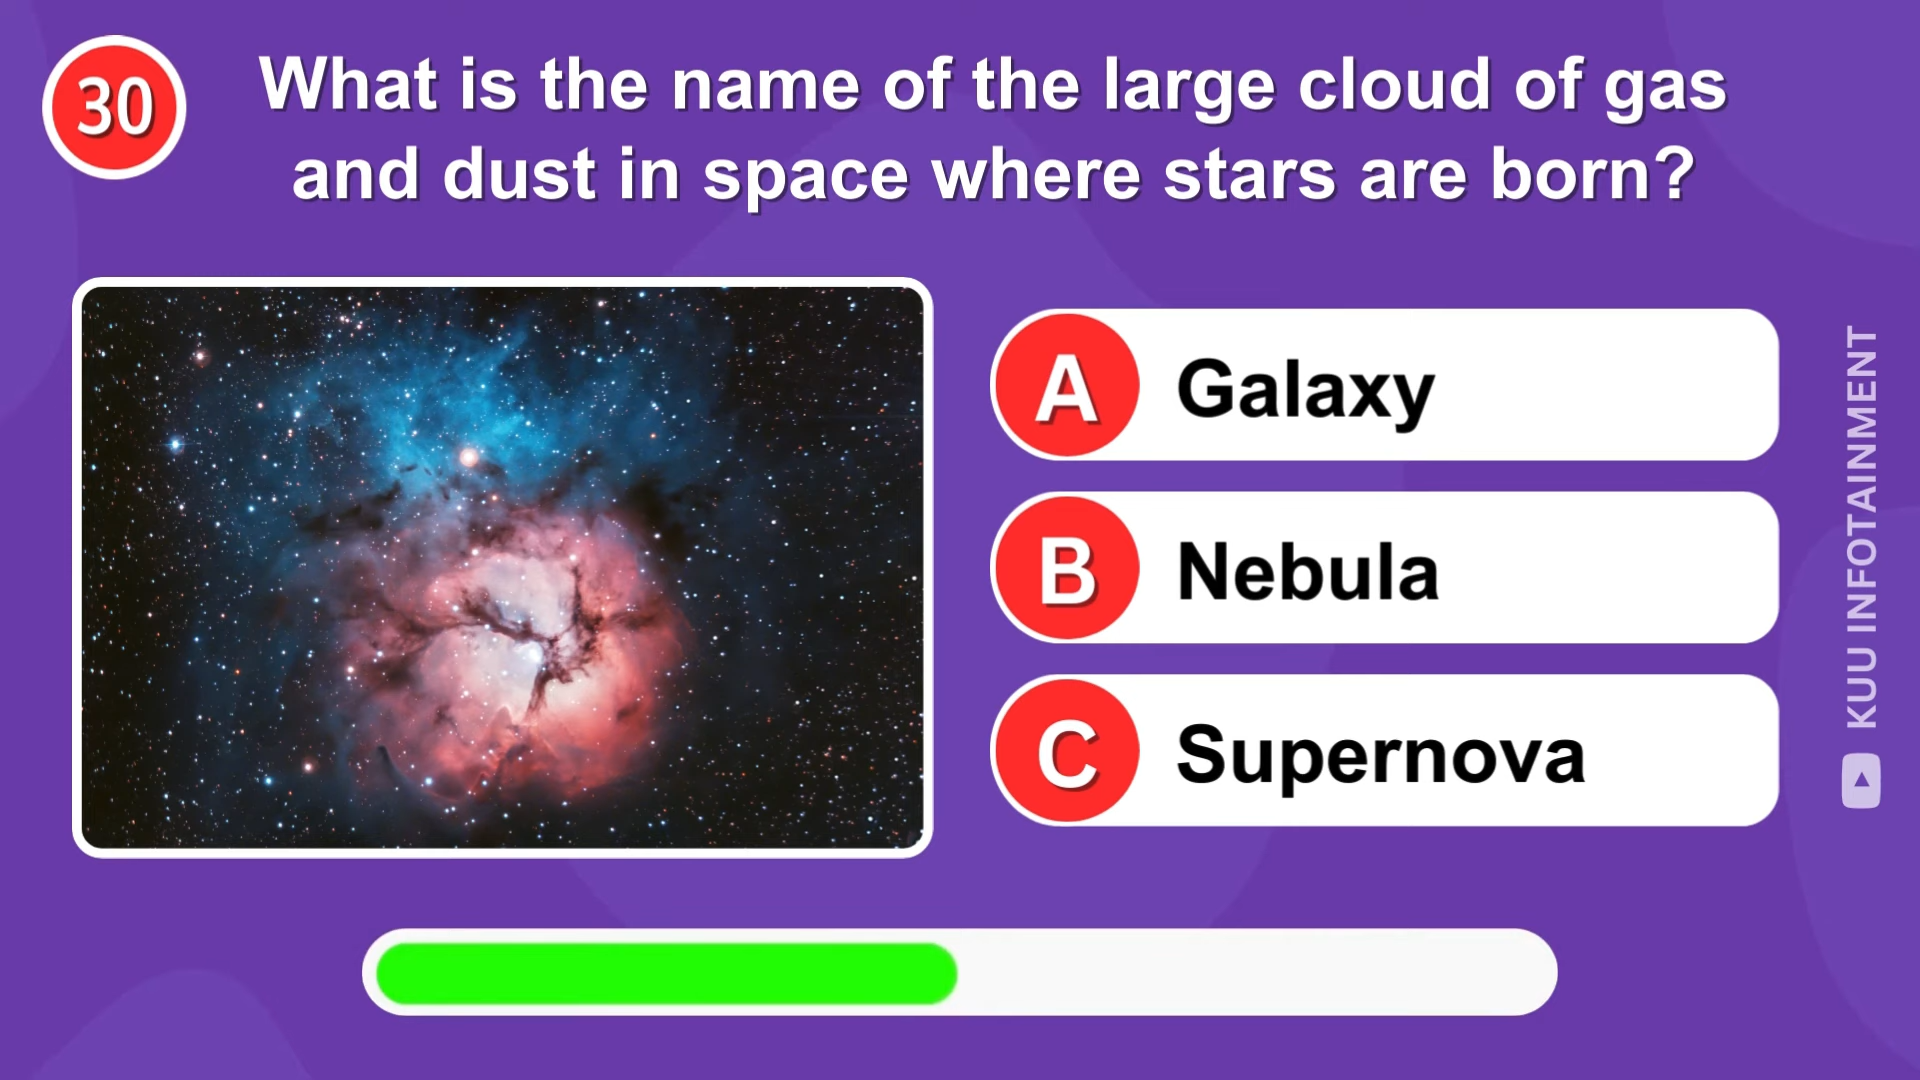 30
What is the name of the large cloud of gas
and dust in space where stars are born?
A Galaxy
B Nebula
C Supernova
KUU INFOTAINMENT